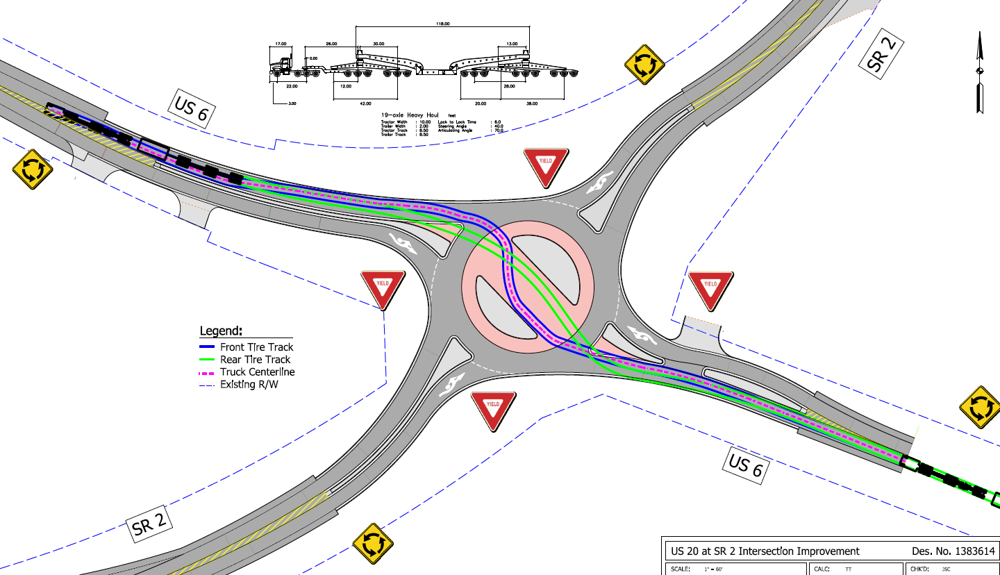 118.00
17.00
26.00
30.00
13.00
0.00
22.00
12.00
28.00
3.00
42.00
20.00
38.00
19-axle Heavy Haul feet
Tractor Width : 10.00 Lock to Lock Time : 6.0
Trailer Width : 2.00 Steering Angle : 40.0
Tractor Track : 8.50 Articulating Angle : 70.0
Trailer Track : 8.50
US 6
SR 2
YIELD
YIELD
YIELD
YIELD
Legend:
Front Tire Track
Rear Tire Track
Truck Centerline
Existing R/W
US 6
SR 2
US 20 at SR 2 Intersection Improvement Des. No. 1383614
SCALE: 1" = 60' CALC: TT CHK'D: JSC